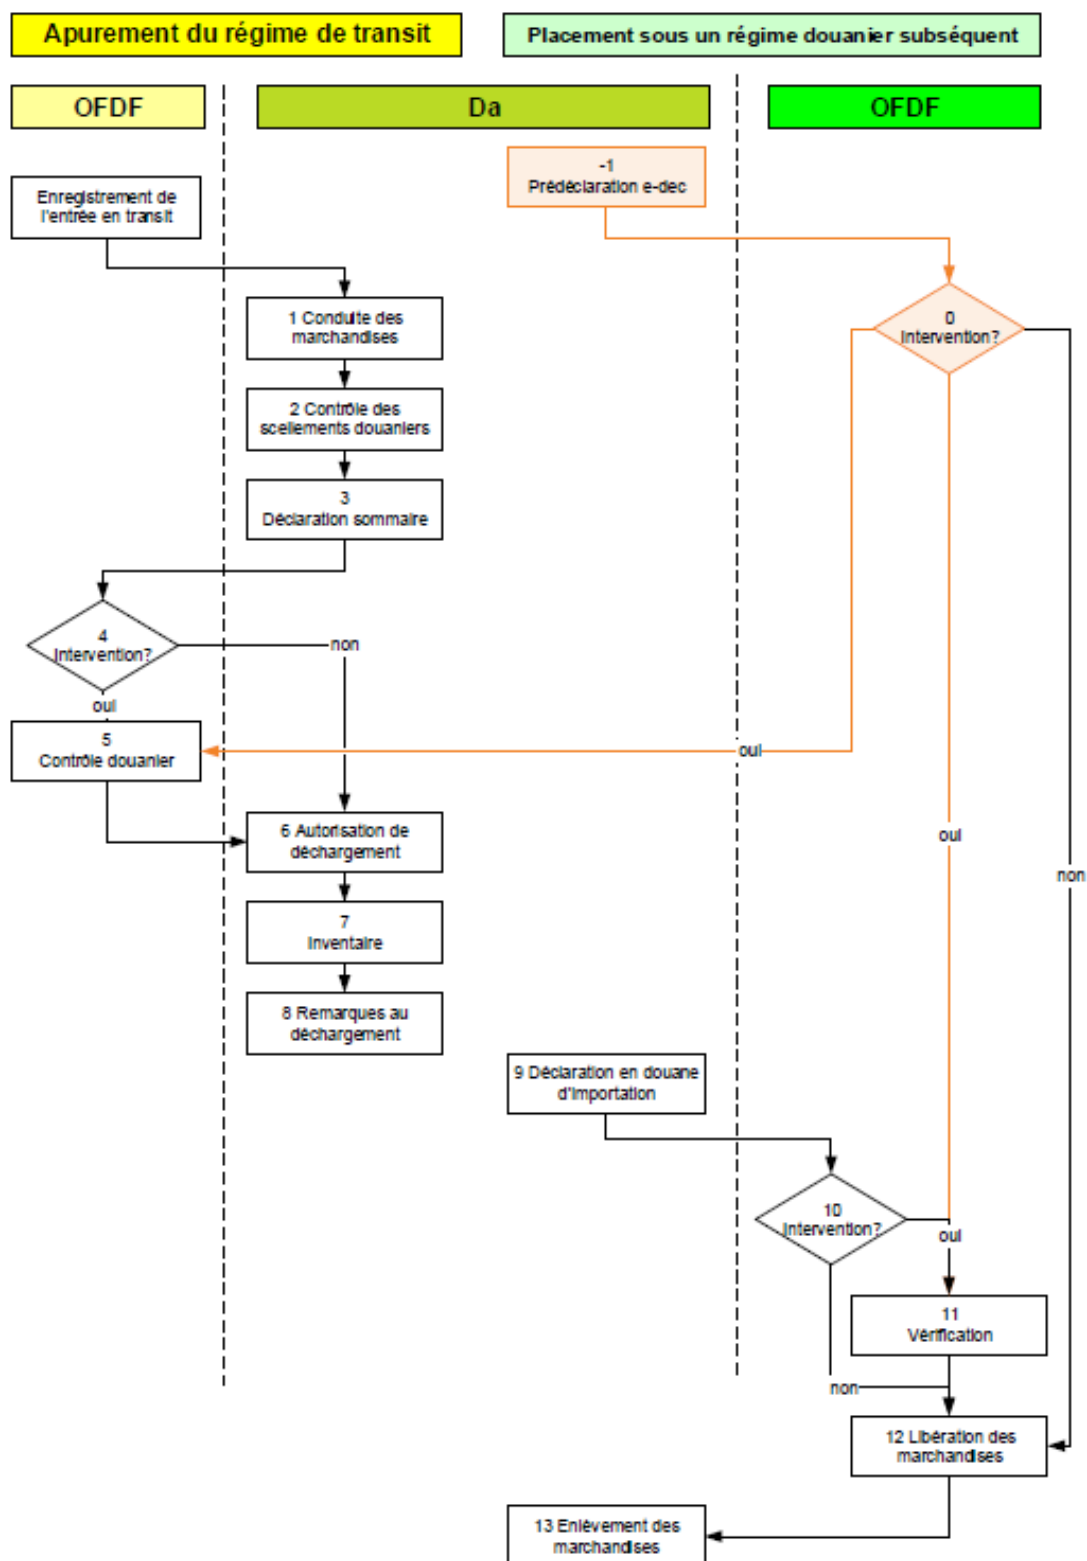 Apurement du régime de transit
Placement sous un régime douanier subséquent
OFDF
Da
OFDF
-1
Prédéclaration e-dec
Enregistrement de
l'entrée en transit
0
Intervention?
1 Conduite des
marchandises
2 Contrôle des
scellements douaniers
3
Déclaration sommaire
4
Intervention?
non
oui
5
Contrôle douanier
oui
6 Autorisation de
déchargement
oui
non
7
Inventaire
8 Remarques au
déchargement
9 Déclaration en douane
d'importation
10
Intervention?
oui
11
Vérification
non
12 Libération des
marchandises
13 Enlèvement des
marchandises